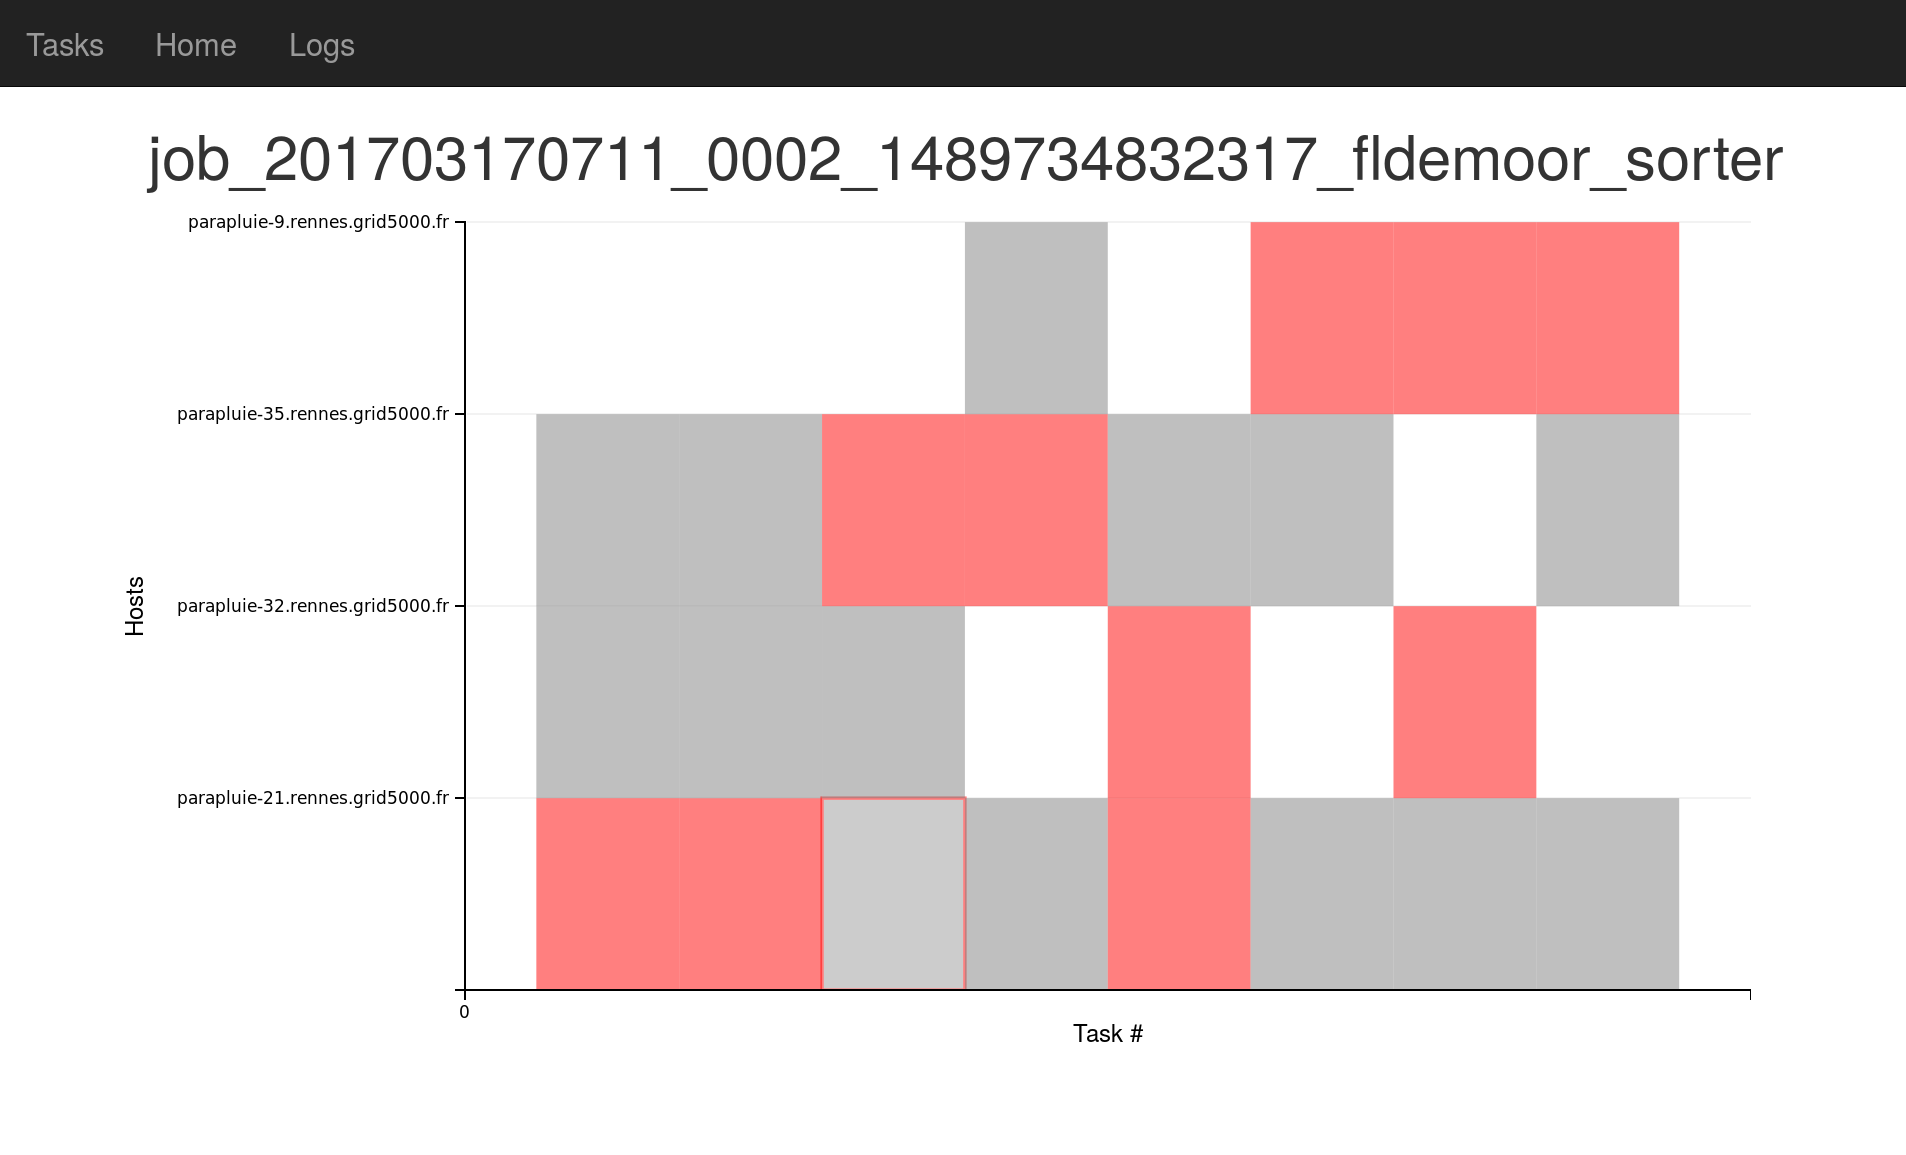 Tasks Home Logs
job_201703170711_0002_1489734832317_fldemoor_sorter
parapluie-9.rennes.grid5000.fr
parapluie-35.rennes.grid5000.fr
Hosts
parapluie-32.rennes.grid5000.fr
parapluie-21.rennes.grid5000.fr
0
Task #